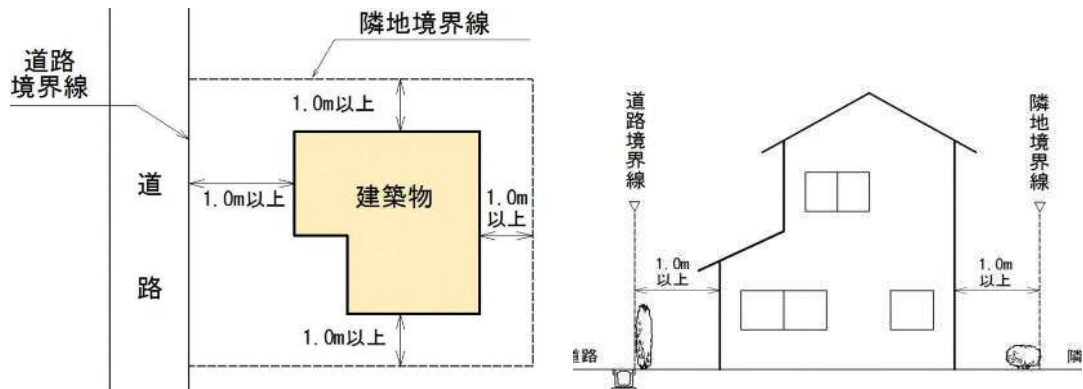 隣地境界線
道路
境界線
1.0m以上
道
路
1.0m以上
建築物
1.0m
以上
1.0m以上
道路境界線
隣地境界線
1.0m
以上
1.0m
以上
道路
隣